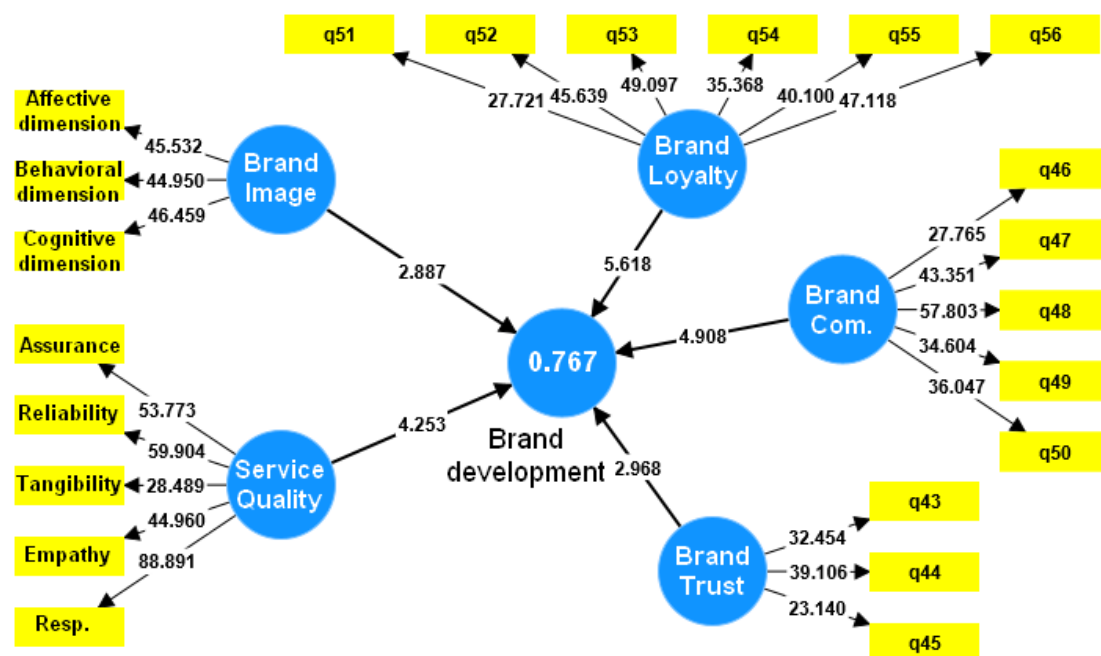 q51
q52
q53
q54
q55
q56
27.721
45.639
49.097
35.368
40.100
47.118
Brand
Loyalty
Affective
dimension
Behavioral
dimension
Cognitive
dimension
45.532
44.950
46.459
Brand
Image
2.887
5.618
q46
q47
q48
q49
q50
27.765
43.351
57.803
34.604
36.047
Brand
Com.
4.908
0.767
Brand
development
Assurance
Reliability
Tangibility
Empathy
Resp.
53.773
59.904
28.489
44.960
88.891
Service
Quality
4.253
2.968
Brand
Trust
32.454
39.106
23.140
q43
q44
q45